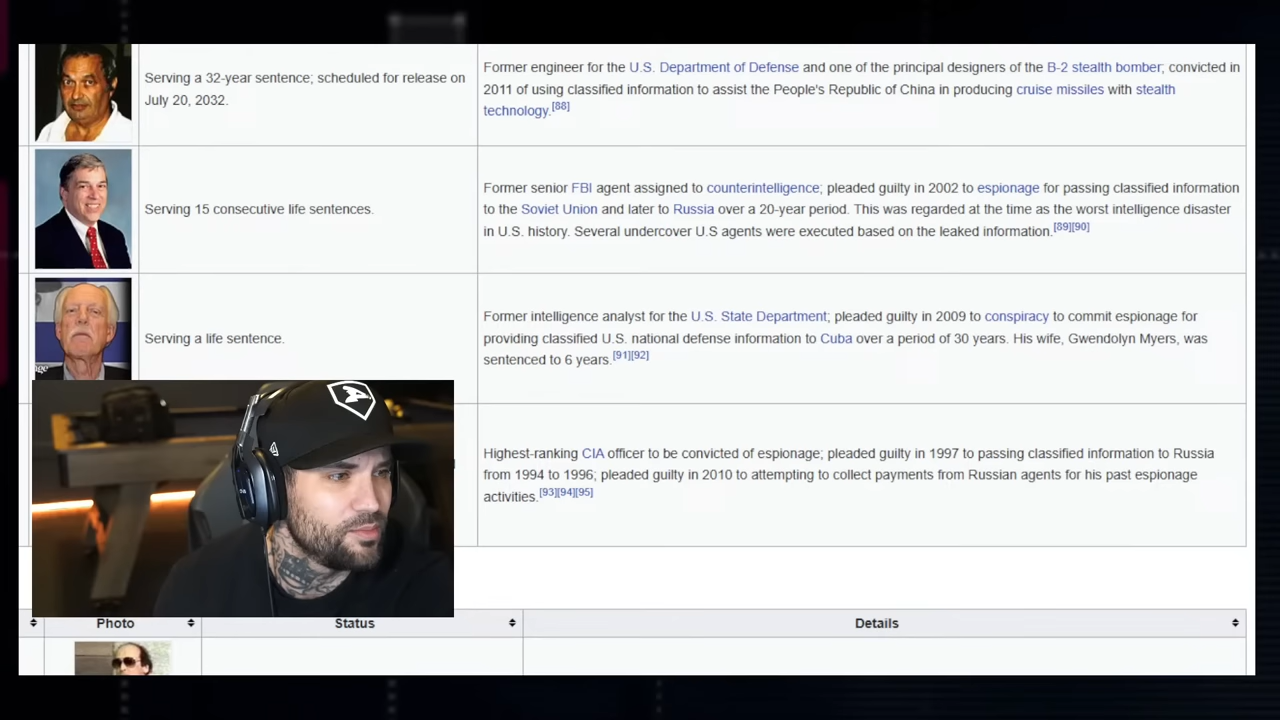 Serving a 32-year sentence; scheduled for release on
July 20, 2032.
Former engineer for the U.S. Department of Defense and one of the principal designers of the B-2 stealth bomber; convicted in
2011 of using classified information to assist the People's Republic of China in producing cruise missiles with stealth
technology.[88]
Serving 15 consecutive life sentences.
Former senior FBI agent assigned to counterintelligence; pleaded guilty in 2002 to espionage for passing classified information
to the Soviet Union and later to Russia over a 20-year period. This was regarded at the time as the worst intelligence disaster
in U.S. history. Several undercover U.S agents were executed based on the leaked information.[89][90]
Serving a life sentence.
Former intelligence analyst for the U.S. State Department; pleaded guilty in 2009 to conspiracy to commit espionage for
providing classified U.S. national defense information to Cuba over a period of 30 years. His wife, Gwendolyn Myers, was
sentenced to 6 years.[91][92]
Highest-ranking CIA officer to be convicted of espionage; pleaded guilty in 1997 to passing classified information to Russia
from 1994 to 1996; pleaded guilty in 2010 to attempting to collect payments from Russian agents for his past espionage
activities.[93][94][95]
Photo Status Details